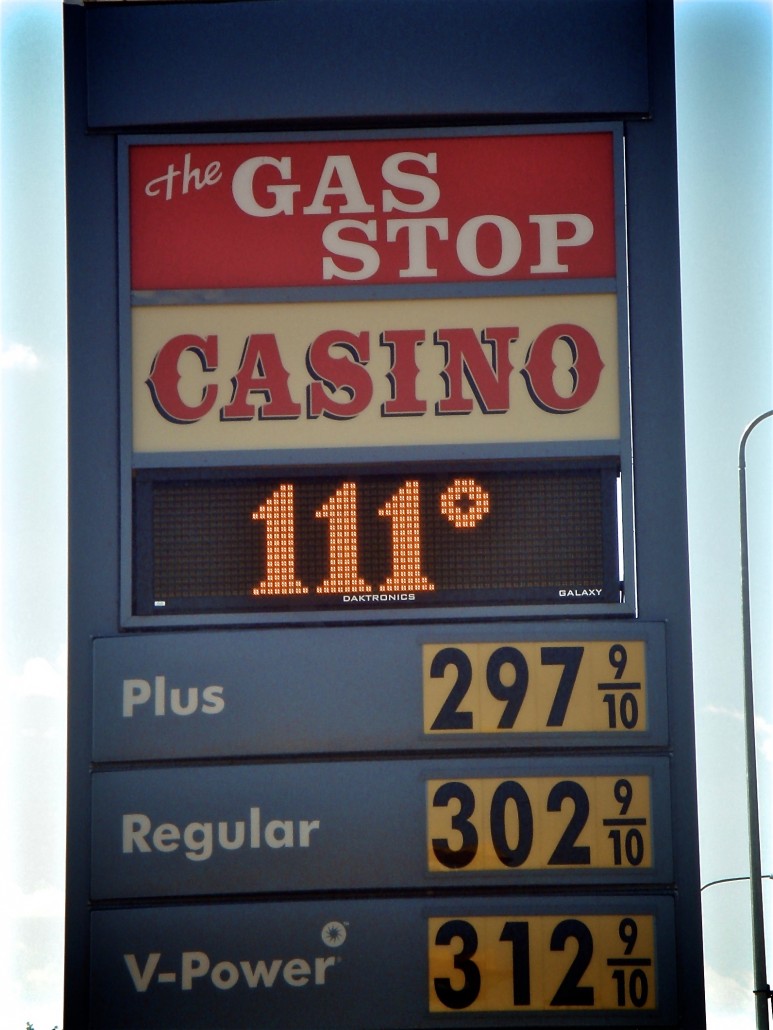 the GAS
STOP
CASINO
111°
DAKTRONICS GALAXY
Plus 297 9/10
Regular 302 9/10
V-Power 312 9/10